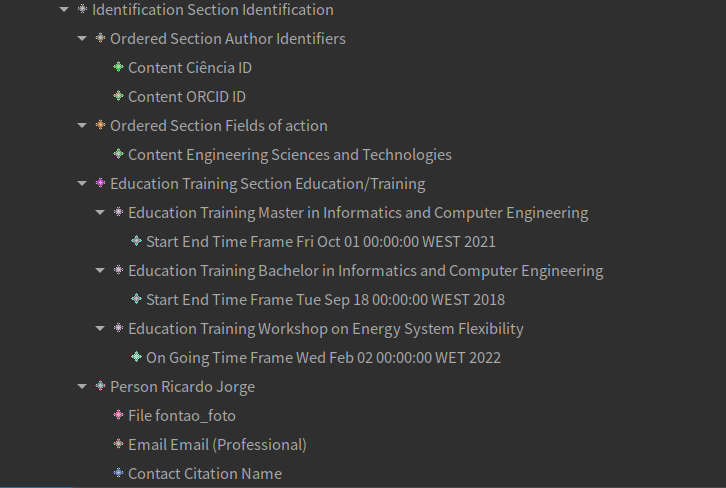 Identification Section Identification
Ordered Section Author Identifiers
Content Ciência ID
Content ORCID ID
Ordered Section Fields of action
Content Engineering Sciences and Technologies
Education Training Section Education/Training
Education Training Master in Informatics and Computer Engineering
Start End Time Frame Fri Oct 01 00:00:00 WEST 2021
Education Training Bachelor in Informatics and Computer Engineering
Start End Time Frame Tue Sep 18 00:00:00 WEST 2018
Education Training Workshop on Energy System Flexibility
On Going Time Frame Wed Feb 02 00:00:00 WET 2022
Person Ricardo Jorge
File fontao_foto
Email Email (Professional)
Contact Citation Name